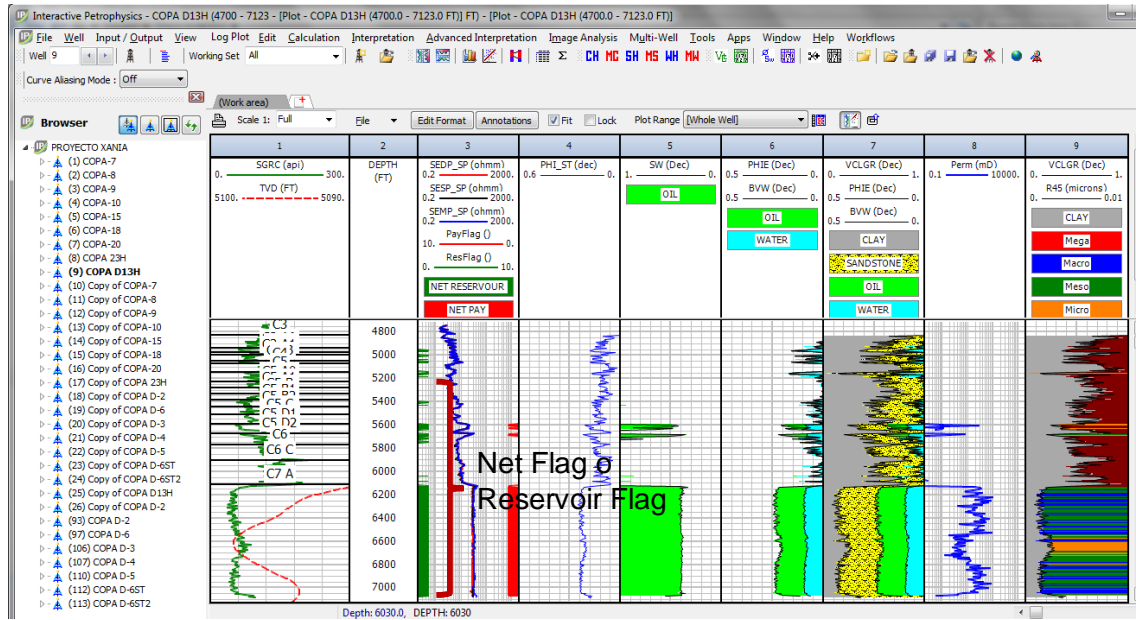 Interactive Petrophysics - COPA D13H (4700 - 7123 - [Plot - COPA D13H (4700.0 - 7123.0 FT)] FT) - [Plot - COPA D13H (4700.0 - 7123.0 FT)]
File Well Input / Output View Log Plot Edit Calculation Interpretation Advanced Interpretation Image Analysis Multi-Well Tools Apps Window Help Workflows
Well 9 Working Set All Σ CH MC SH MS WH MW
Curve Aliasing Mode : Off
(Work area)
Browser
Scale 1: Full File Edit Format Annotations Fit Lock Plot Range [Whole Well]
PROYECTO XANIA
(1) COPA-7
(2) COPA-8
(3) COPA-9
(4) COPA-10
(5) COPA-15
(6) COPA-18
(7) COPA-20
(8) COPA 23H
(9) COPA D13H
(10) Copy of COPA-7
(11) Copy of COPA-8
(12) Copy of COPA-9
(13) Copy of COPA-10
(14) Copy of COPA-15
(15) Copy of COPA-18
(16) Copy of COPA-20
(17) Copy of COPA 23H
(18) Copy of COPA D-2
(19) Copy of COPA D-6
(20) Copy of COPA D-3
(21) Copy of COPA D-4
(22) Copy of COPA D-5
(23) Copy of COPA D-6ST
(24) Copy of COPA D-6ST2
(25) Copy of COPA D13H
(26) Copy of COPA D-2
(93) COPA D-2
(97) COPA D-6
(106) COPA D-3
(107) COPA D-4
(110) COPA D-5
(112) COPA D-6ST
(113) COPA D-6ST2
1 2 3 4 5 6 7 8 9
SGRC (api)
0. 300.
TVD (FT)
5100. 5090.
DEPTH
(FT)
SEDP_SP (ohmm)
0.2 2000.
SESP_SP (ohmm)
0.2 2000.
SEMP_SP (ohmm)
0.2 2000.
PayFlag ()
10. 0.
ResFlag ()
0. 10.
NET RESERVOUR
NET PAY
PHI_ST (dec)
0.6 0.
SW (Dec)
1. 0.
OIL
PHIE (Dec)
0.5 0.
BVW (Dec)
0.5 0.
OIL
WATER
VCLGR (Dec)
0. 1.
PHIE (Dec)
0.5 0.
BVW (Dec)
0.5 0.
CLAY
SANDSTONE
OIL
WATER
Perm (mD)
0.1 10000.
VCLGR (Dec)
0. 1.
R45 (microns)
0. 0.01
CLAY
Mega
Macro
Meso
Micro
C3
C5 C
C5 D1
C5 D2
C6
C6 C
C7 A
4800
5000
5200
5400
5600
5800
6000
6200
6400
6600
6800
7000
Net Flag o
Reservoir Flag
Depth: 6030.0, DEPTH: 6030